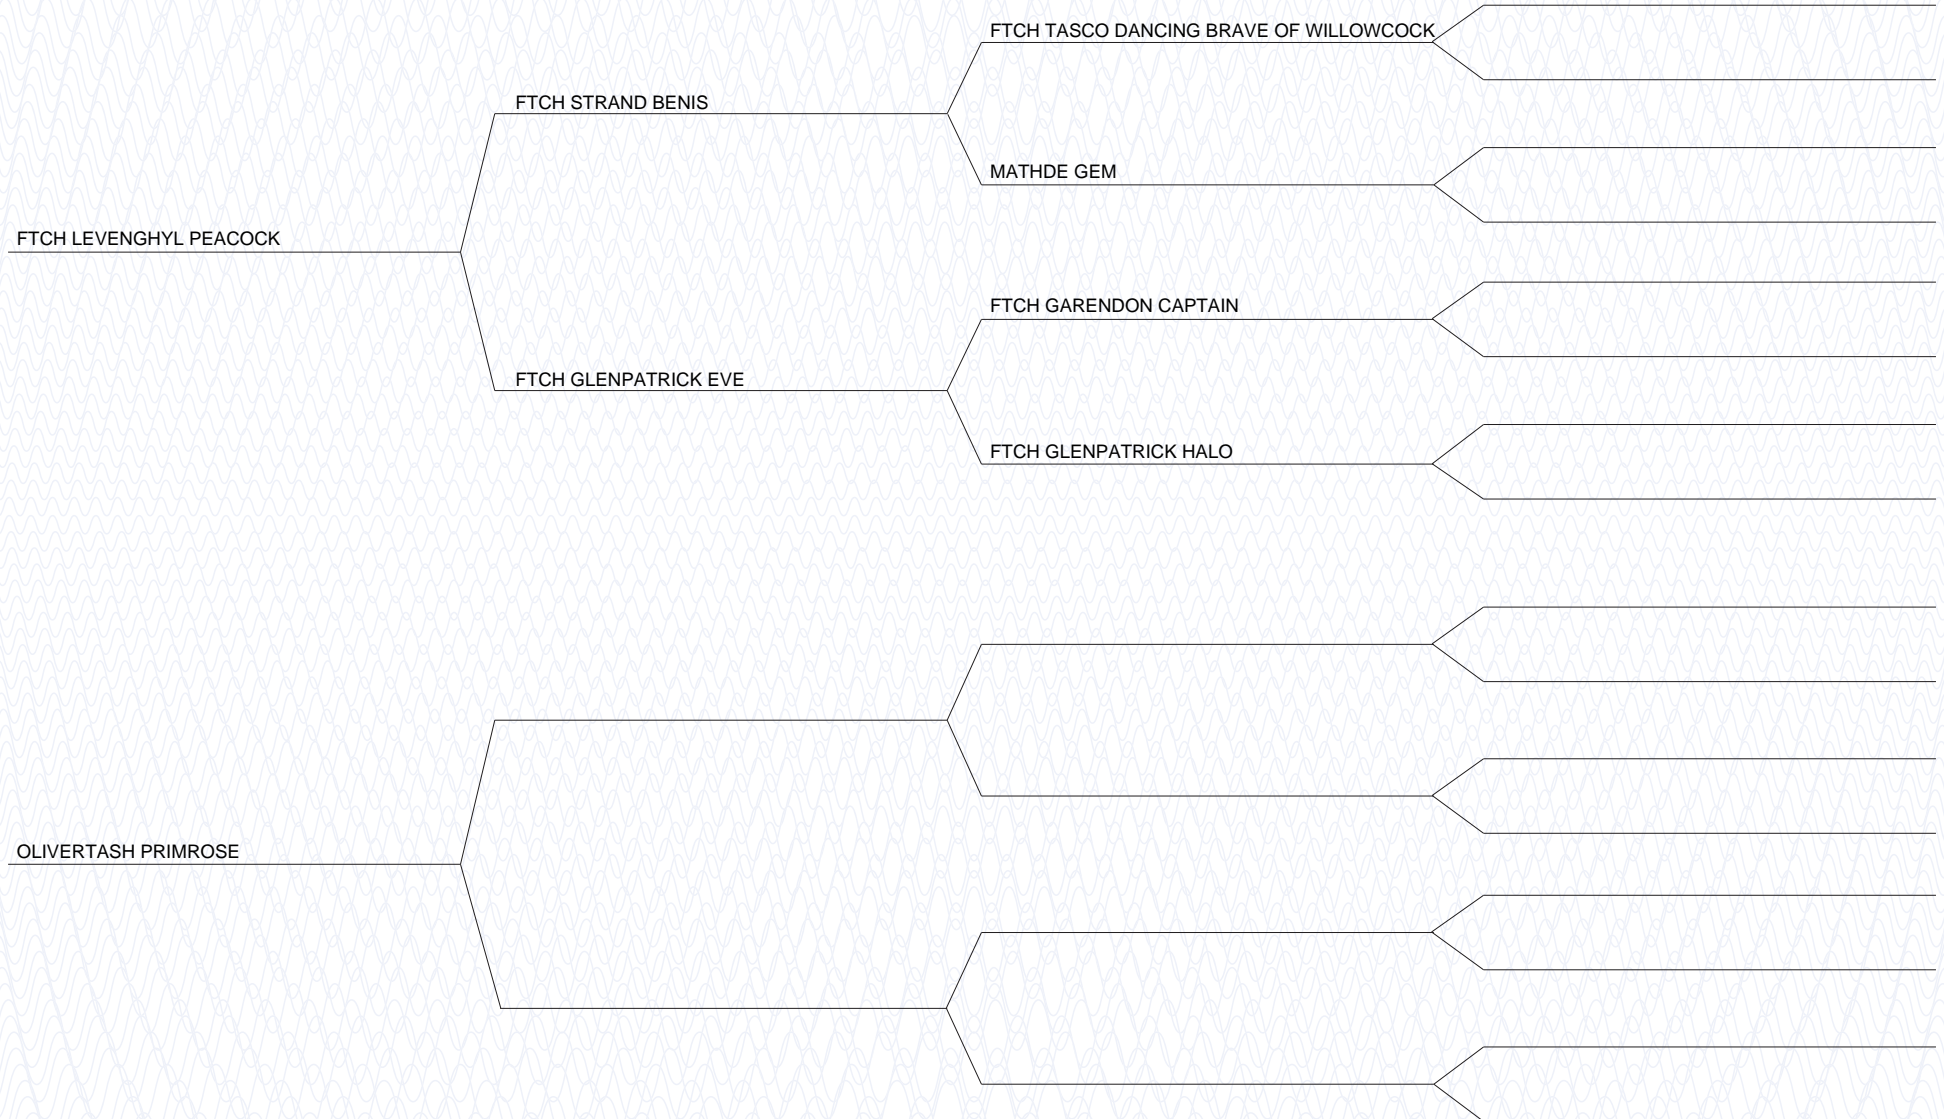 FTCH TASCO DANCING BRAVE OF WILLOWCOCK
FTCH STRAND BENIS
MATHDE GEM
FTCH LEVENGHYL PEACOCK
FTCH GARENDON CAPTAIN
FTCH GLENPATRICK EVE
FTCH GLENPATRICK HALO
OLIVERTASH PRIMROSE